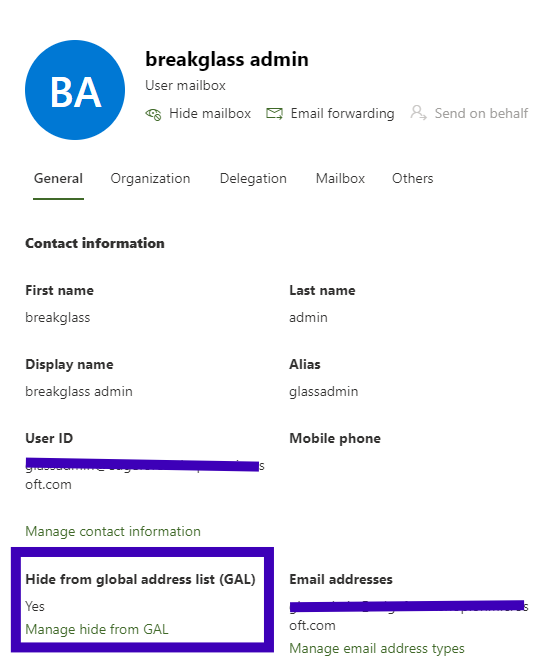 BA
breakglass admin
User mailbox
Hide mailbox Email forwarding Send on behalf
General Organization Delegation Mailbox Others
Contact information
First name
breakglass
Last name
admin
Display name
breakglass admin
Alias
glassadmin
User ID
oft.com
Mobile phone
Manage contact information
Hide from global address list (GAL)
Yes
Manage hide from GAL
Email addresses
oft.com
Manage email address types